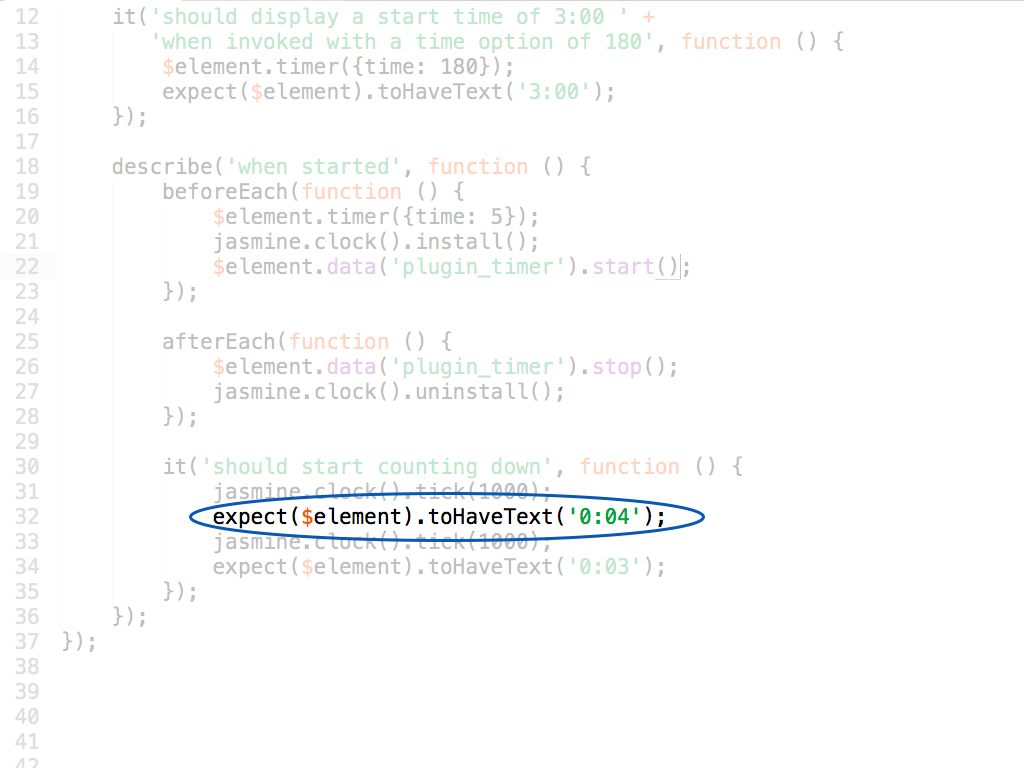 12 it('should display a start time of 3:00 ' +
13 'when invoked with a time option of 180', function () {
14 $element.timer({time: 180});
15 expect($element).toHaveText('3:00');
16 });
17
18 describe('when started', function () {
19 beforeEach(function () {
20 $element.timer({time: 5});
21 jasmine.clock().install();
22 $element.data('plugin_timer').start();
23 });
24
25 afterEach(function () {
26 $element.data('plugin_timer').stop();
27 jasmine.clock().uninstall();
28 });
29
30 it('should start counting down', function () {
31 jasmine.clock().tick(1000);
32 expect($element).toHaveText('0:04');
33 jasmine.clock().tick(1000);
34 expect($element).toHaveText('0:03');
35 });
36 });
37 });
38
39
40
41
42